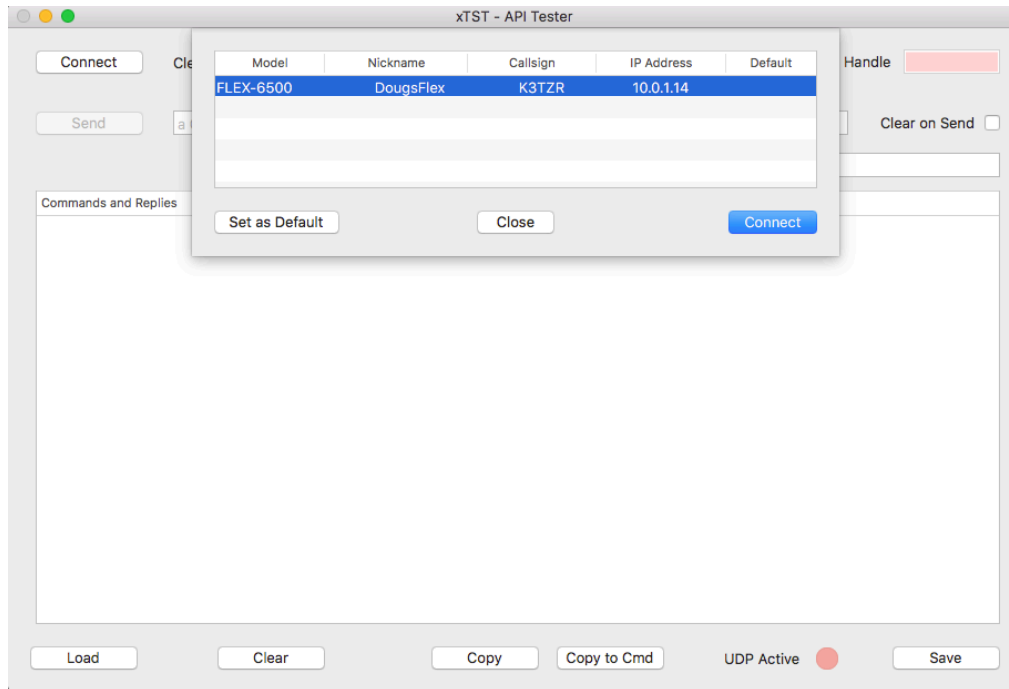 xTST - API Tester
Connect Cle Handle
Model Nickname Callsign IP Address Default
FLEX-6500 DougsFlex K3TZR 10.0.1.14
Send a Clear on Send
Commands and Replies
Set as Default Close Connect
Load Clear Copy Copy to Cmd UDP Active Save